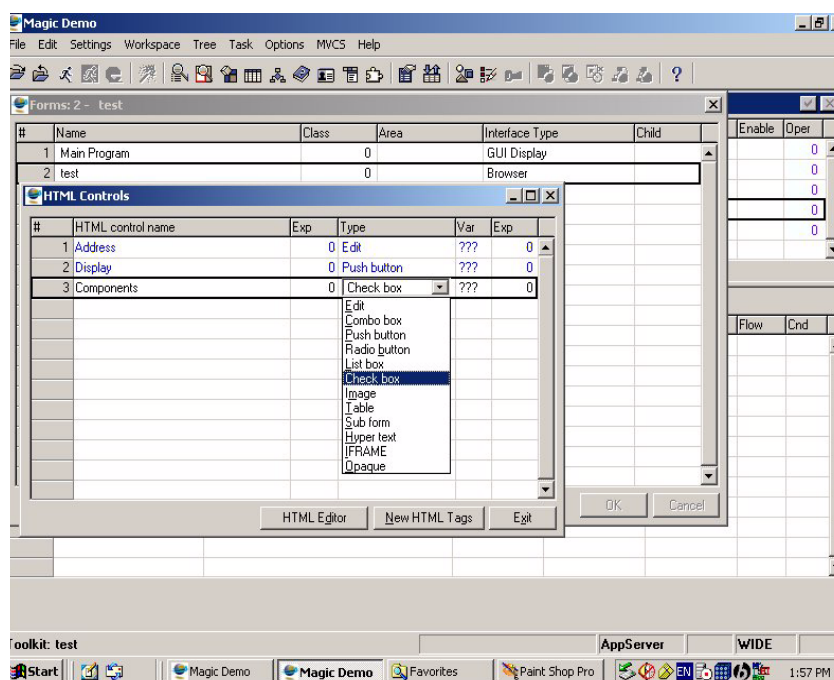 Magic Demo
File Edit Settings Workspace Tree Task Options MVCS Help
Forms: 2 - test
# Name Class Area Interface Type Child
Enable Oper
1 Main Program 0 GUI Display
0
2 test 0 Browser
0
HTML Controls
0
# HTML control name Exp Type Var Exp
0
1 Address 0 Edit ??? 0
0
2 Display 0 Push button ??? 0
3 Components 0 Check box ??? 0
Edit
Combo box
Push button
Radio button
List box
Check box
Image
Table
Sub form
Hyper text
IFRAME
Opaque
Flow Cnd
HTML Editor New HTML Tags Exit
OK Cancel
Toolkit: test AppServer WIDE
Start Magic Demo Magic Demo Favorites Paint Shop Pro EN 1:57 PM